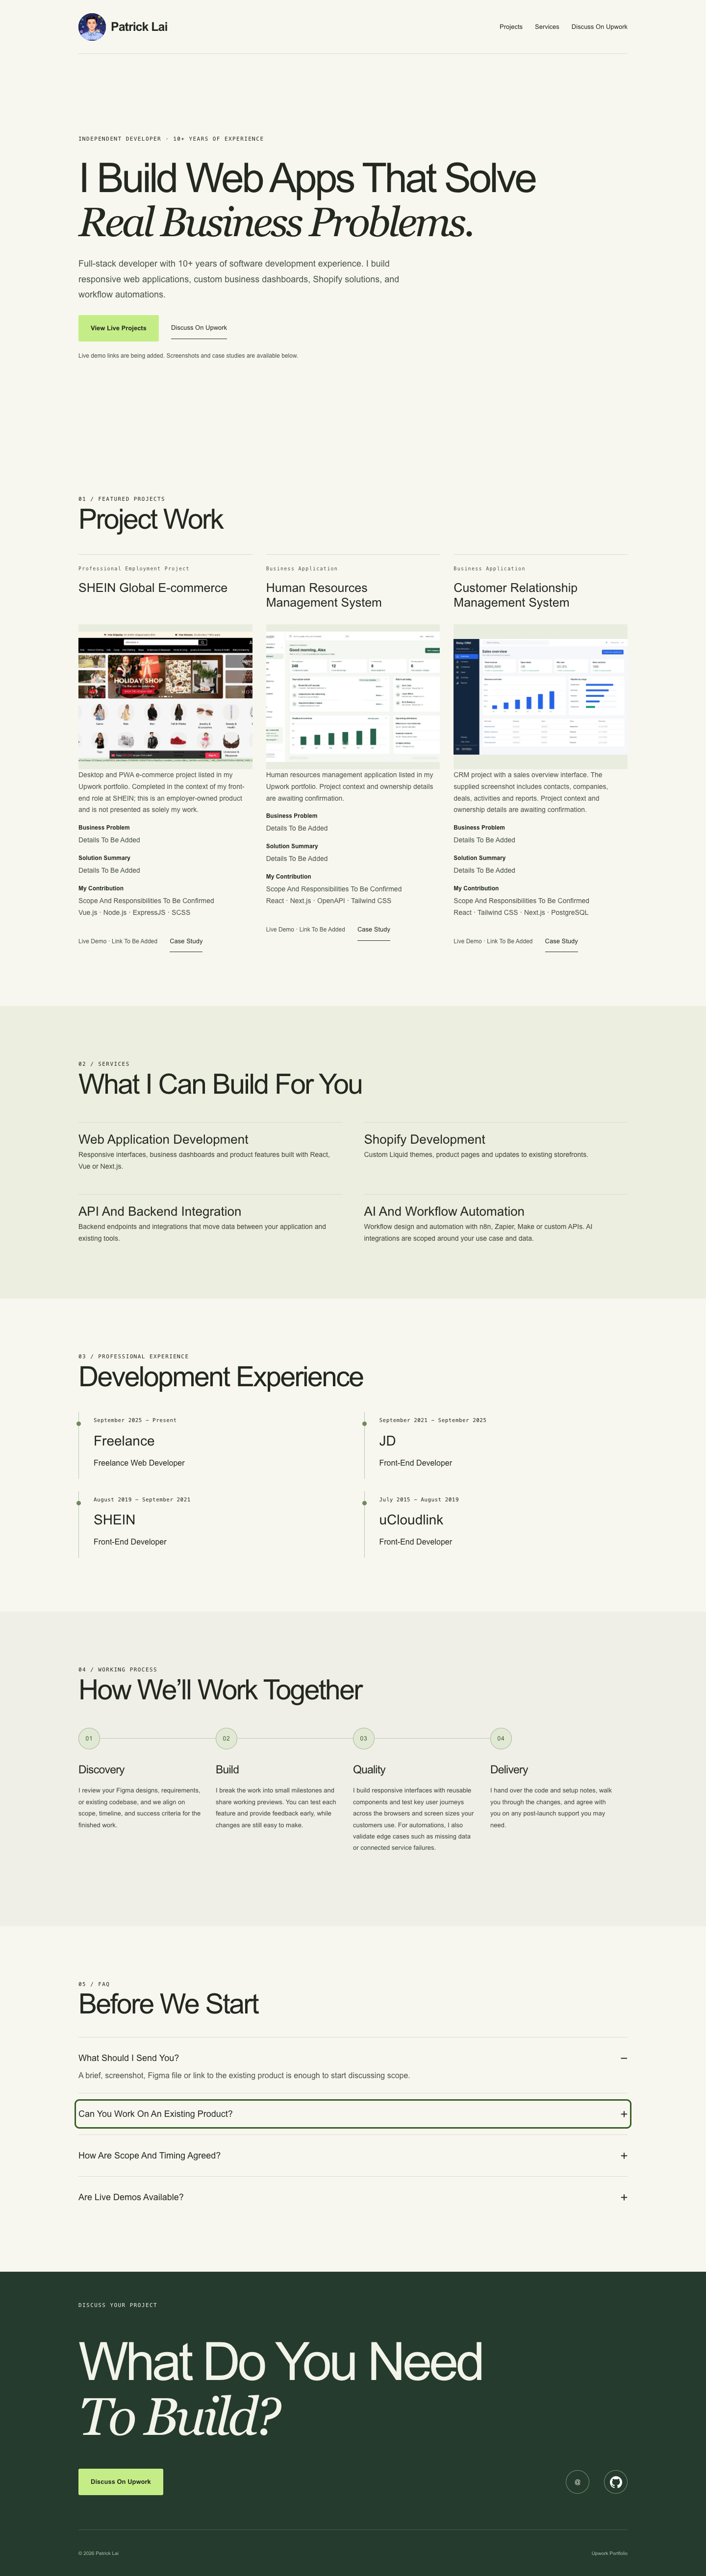 Patrick Lai
Projects
Services
Discuss On Upwork
INDEPENDENT DEVELOPER · 10+ YEARS OF EXPERIENCE
I Build Web Apps That Solve
Real Business Problems.
Full-stack developer with 10+ years of software development experience. I build
responsive web applications, custom business dashboards, Shopify solutions, and
workflow automations.
View Live Projects
Discuss On Upwork
Live demo links are being added. Screenshots and case studies are available below.
01 / FEATURED PROJECTS
Project Work
Professional Employment Project
SHEIN Global E-commerce
HOLIDAY SHOP
Desktop and PWA e-commerce project listed in my
Upwork portfolio. Completed in the context of my front-
end role at SHEIN; this is an employer-owned product
and is not presented as solely my work.
Business Problem
Details To Be Added
Solution Summary
Details To Be Added
My Contribution
Scope And Responsibilities To Be Confirmed
Vue.js · Node.js · ExpressJS · SCSS
Live Demo · Link To Be Added
Case Study
Business Application
Human Resources
Management System
Good morning, Alex
Human resources management application listed in my
Upwork portfolio. Project context and ownership details
are awaiting confirmation.
Business Problem
Details To Be Added
Solution Summary
Details To Be Added
My Contribution
Scope And Responsibilities To Be Confirmed
React · Next.js · OpenAPI · Tailwind CSS
Live Demo · Link To Be Added
Case Study
Business Application
Customer Relationship
Management System
Sales overview
CRM project with a sales overview interface. The
supplied screenshot includes contacts, companies,
deals, activities and reports. Project context and
ownership details are awaiting confirmation.
Business Problem
Details To Be Added
Solution Summary
Details To Be Added
My Contribution
Scope And Responsibilities To Be Confirmed
React · Tailwind CSS · Next.js · PostgreSQL
Live Demo · Link To Be Added
Case Study
02 / SERVICES
What I Can Build For You
Web Application Development
Responsive interfaces, business dashboards and product features built with React,
Vue or Next.js.
Shopify Development
Custom Liquid themes, product pages and updates to existing storefronts.
API And Backend Integration
Backend endpoints and integrations that move data between your application and
existing tools.
AI And Workflow Automation
Workflow design and automation with n8n, Zapier, Make or custom APIs. AI
integrations are scoped around your use case and data.
03 / PROFESSIONAL EXPERIENCE
Development Experience
September 2025 – Present
Freelance
Freelance Web Developer
September 2021 – September 2025
JD
Front-End Developer
August 2019 – September 2021
SHEIN
Front-End Developer
July 2015 – August 2019
uCloudlink
Front-End Developer
04 / WORKING PROCESS
How We’ll Work Together
01
Discovery
I review your Figma designs, requirements,
or existing codebase, and we align on
scope, timeline, and success criteria for the
finished work.
02
Build
I break the work into small milestones and
share working previews. You can test each
feature and provide feedback early, while
changes are still easy to make.
03
Quality
I build responsive interfaces with reusable
components and test key user journeys
across the browsers and screen sizes your
customers use. For automations, I also
validate edge cases such as missing data
or connected service failures.
04
Delivery
I hand over the code and setup notes, walk
you through the changes, and agree with
you on any post-launch support you may
need.
05 / FAQ
Before We Start
What Should I Send You?
−
A brief, screenshot, Figma file or link to the existing product is enough to start discussing scope.
Can You Work On An Existing Product?
+
How Are Scope And Timing Agreed?
+
Are Live Demos Available?
+
DISCUSS YOUR PROJECT
What Do You Need
To Build?
Discuss On Upwork
@
© 2026 Patrick Lai
Upwork Portfolio